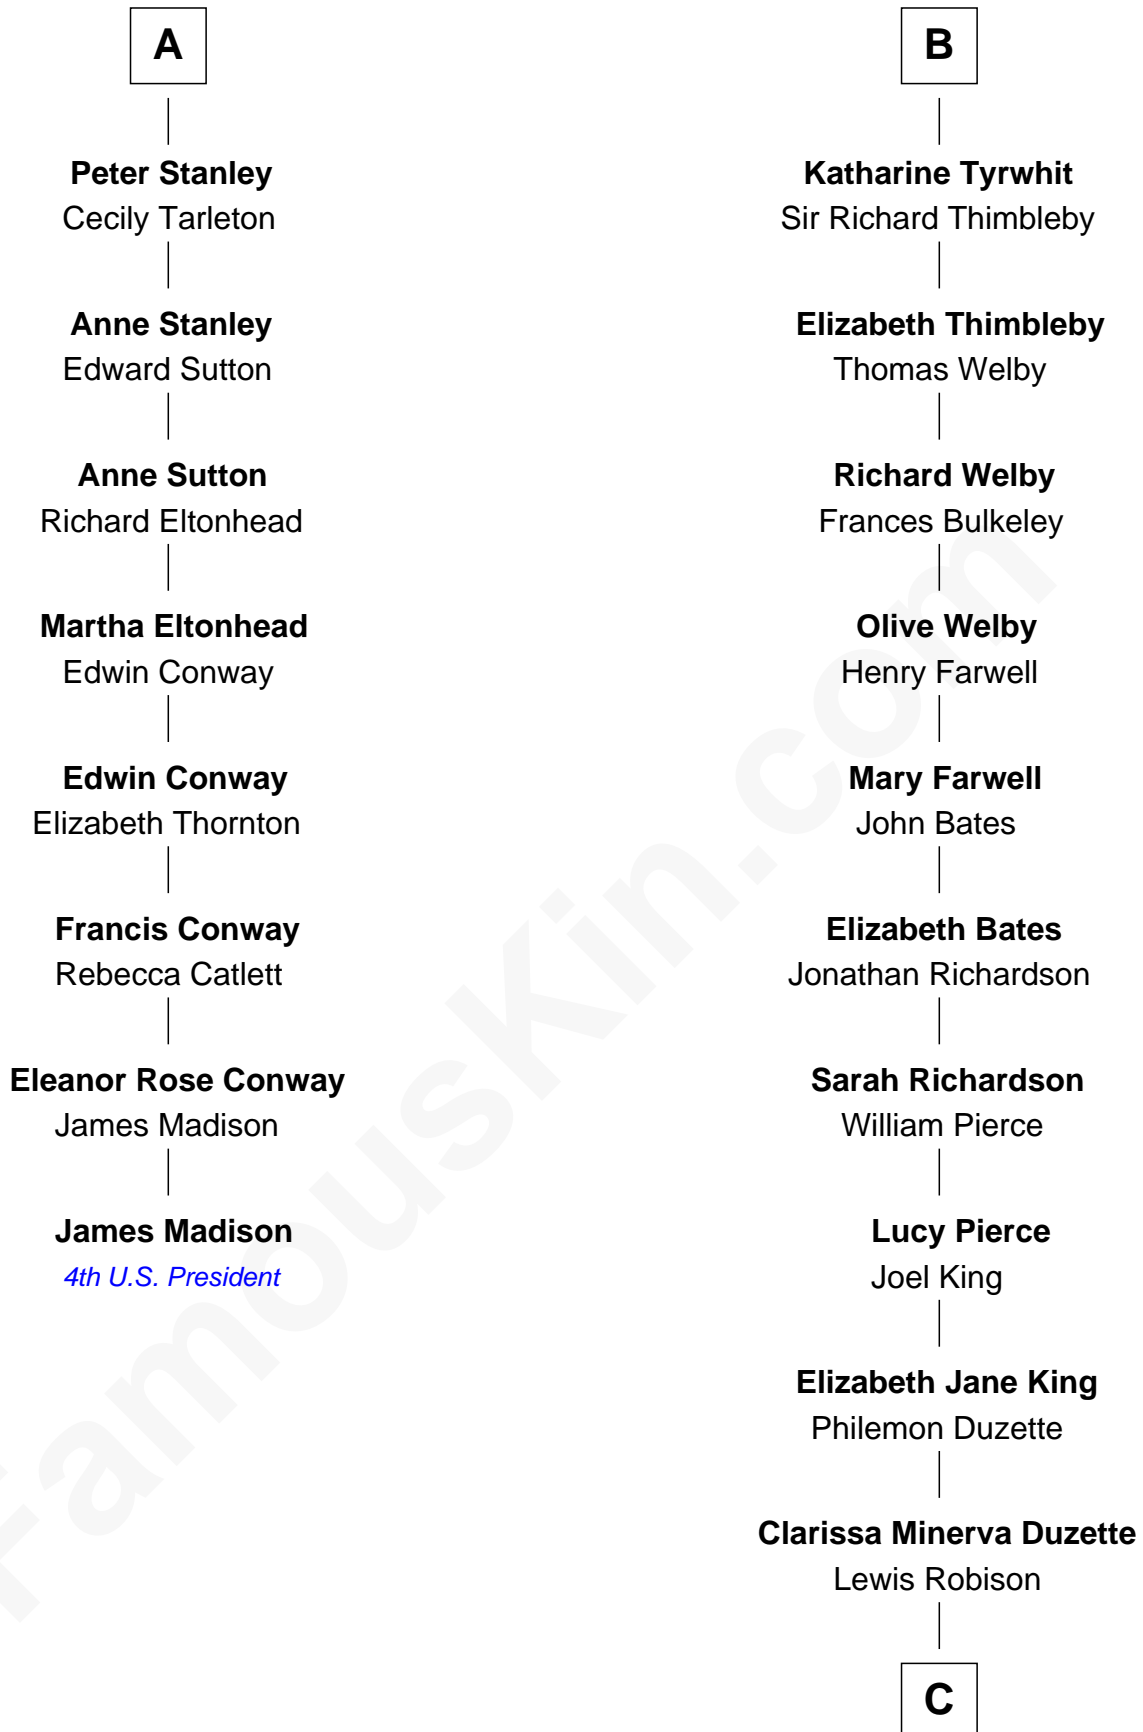 A
Peter Stanley
Cecily Tarleton
Anne Stanley
Edward Sutton
Anne Sutton
Richard Eltonhead
Martha Eltonhead
Edwin Conway
Edwin Conway
Elizabeth Thornton
Francis Conway
Rebecca Catlett
Eleanor Rose Conway
James Madison
James Madison
4th U.S. President
B
Katharine Tyrwhit
Sir Richard Thimbleby
Elizabeth Thimbleby
Thomas Welby
Richard Welby
Frances Bulkeley
Olive Welby
Henry Farwell
Mary Farwell
John Bates
Elizabeth Bates
Jonathan Richardson
Sarah Richardson
William Pierce
Lucy Pierce
Joel King
Elizabeth Jane King
Philemon Duzette
Clarissa Minerva Duzette
Lewis Robison
C
FamousKin.com